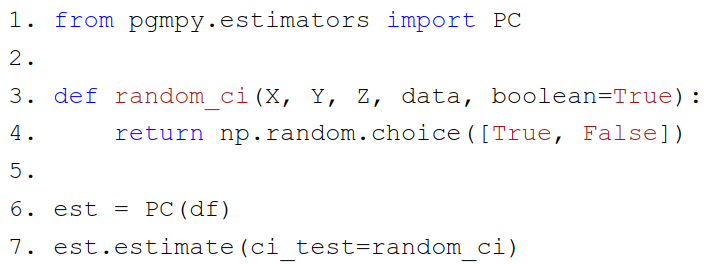 1. from pgmpy.estimators import PC
2.
3. def random_ci(X, Y, Z, data, boolean=True):
4.     return np.random.choice([True, False])
5.
6. est = PC(df)
7. est.estimate(ci_test=random_ci)